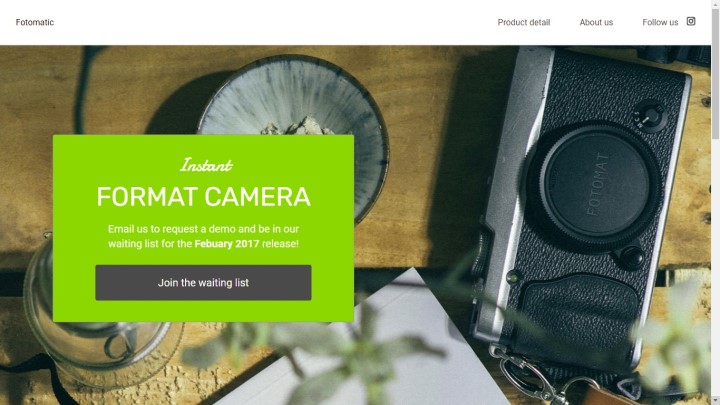 Fotomatic
Product detail
About us
Follow us
Instant
FORMAT CAMERA
Email us to request a demo and be in our
waiting list for the Febuary 2017 release!
Join the waiting list
FOTOMAT